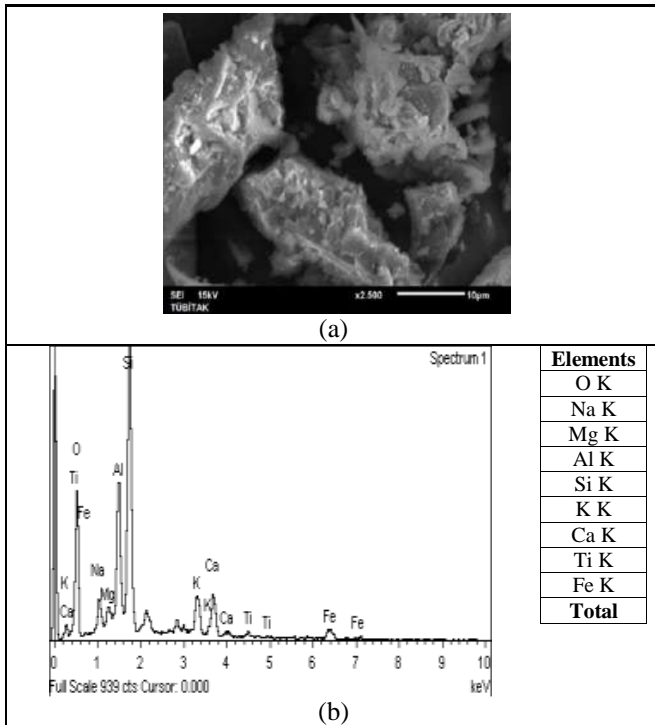 SEI 15kV x2.500 10µm
TÜBİTAK
(a)
Spectrum 1
Si
O
Al
Ti
Fe
Ca
K
Na
K
Mg
K
Ca
Ca
Ti
Ti
Fe
Fe
0 1 2 3 4 5 6 7 8 9 10
Full Scale 939 cts Cursor: 0.000 keV
(b)
Elements
O K
Na K
Mg K
Al K
Si K
K K
Ca K
Ti K
Fe K
Total